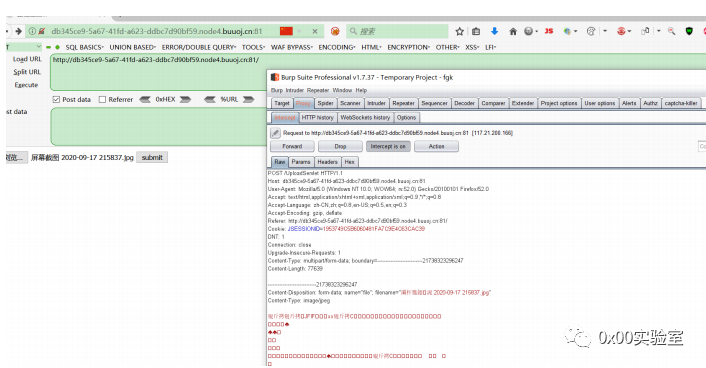 db345ce9-5a67-41fd-a623-ddbc7d90bf59.node4.buuoj.cn:81
搜索
SQL BASICS- UNION BASED- ERROR/DOUBLE QUERY- TOOLS- WAF BYPASS- ENCODING- HTML- ENCRYPTION- OTHER- XSS- LFI-
Load URL
http://db345ce9-5a67-41fd-a623-ddbc7d90bf59.node4.buuoj.cn:81/
Split URL
Execute
Post data Referrer 0xHEX %URL
st data
屏幕截图 2020-09-17 215837.jpg submit
Burp Suite Professional v1.7.37 - Temporary Project - fgk
Burp Intruder Repeater Window Help
Target Proxy Spider Scanner Intruder Repeater Sequencer Decoder Comparer Extender Project options User options Alerts Authz captcha-killer
Intercept HTTP history WebSockets history Options
Request to http://db345ce9-5a67-41fd-a623-ddbc7d90bf59.node4.buuoj.cn:81 [117.21.200.166]
Forward Drop Intercept is on Action
Raw Params Headers Hex
POST /UploadServlet HTTP/1.1
Host: db345ce9-5a67-41fd-a623-ddbc7d90bf59.node4.buuoj.cn:81
User-Agent: Mozilla/5.0 (Windows NT 10.0; WOW64; rv:52.0) Gecko/20100101 Firefox/52.0
Accept: text/html,application/xhtml+xml,application/xml;q=0.9,*/*;q=0.8
Accept-Language: zh-CN,zh;q=0.8,en-US;q=0.5,en;q=0.3
Accept-Encoding: gzip, deflate
Referer: http://db345ce9-5a67-41fd-a623-ddbc7d90bf59.node4.buuoj.cn:81/
Cookie: JSESSIONID=
DNT: 1
Connection: close
Upgrade-Insecure-Requests: 1
Content-Type: multipart/form-data; boundary=---------------------------21738323296247
Content-Length: 77639
-----------------------------21738323296247
Content-Disposition: form-data; name="file"; filename=" 2020-09-17 215837.jpg"
Content-Type: image/jpeg
0x00实验室